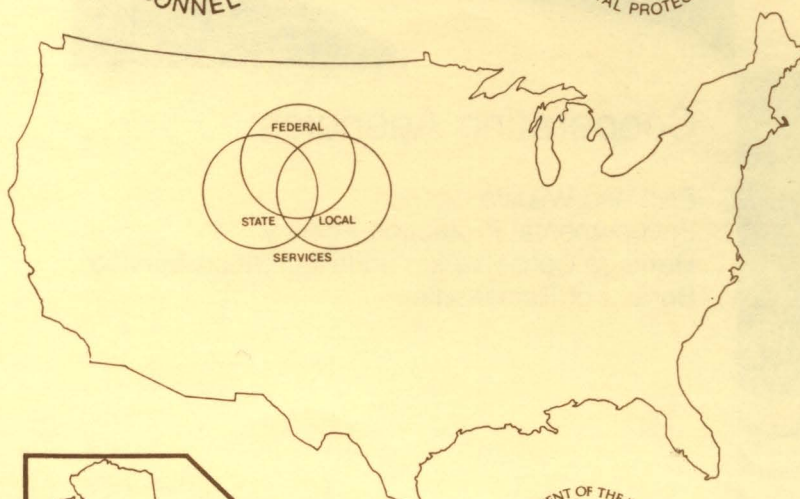 ONNEL
AL PROTEC
FEDERAL
STATE LOCAL
SERVICES
ENT OF THE